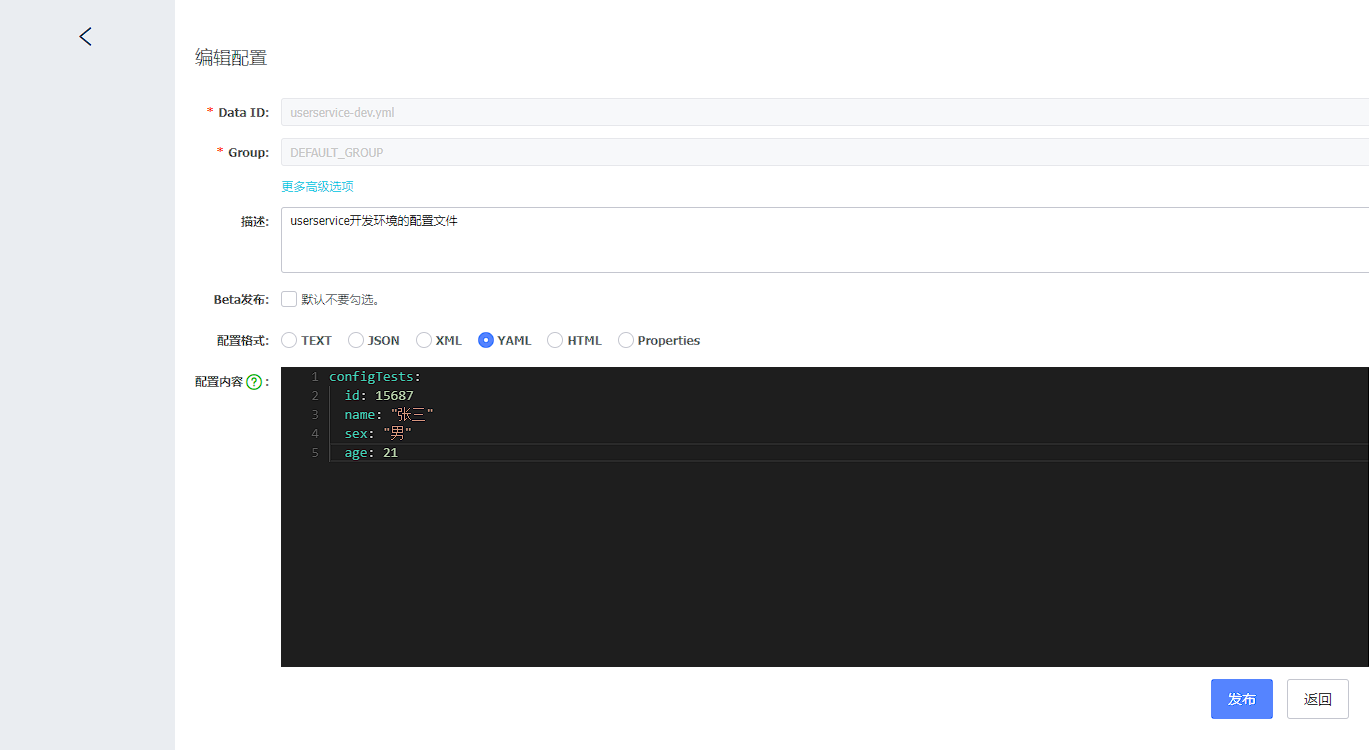 编辑配置
* Data ID: userservice-dev.yml
* Group: DEFAULT_GROUP
更多高级选项
描述: userservice开发环境的配置文件
Beta发布: 默认不要勾选。
配置格式: TEXT JSON XML YAML HTML Properties
配置内容 ? :
1 configTests:
2 id: 15687
3 name: "张三"
4 sex: "男"
5 age: 21
发布 返回